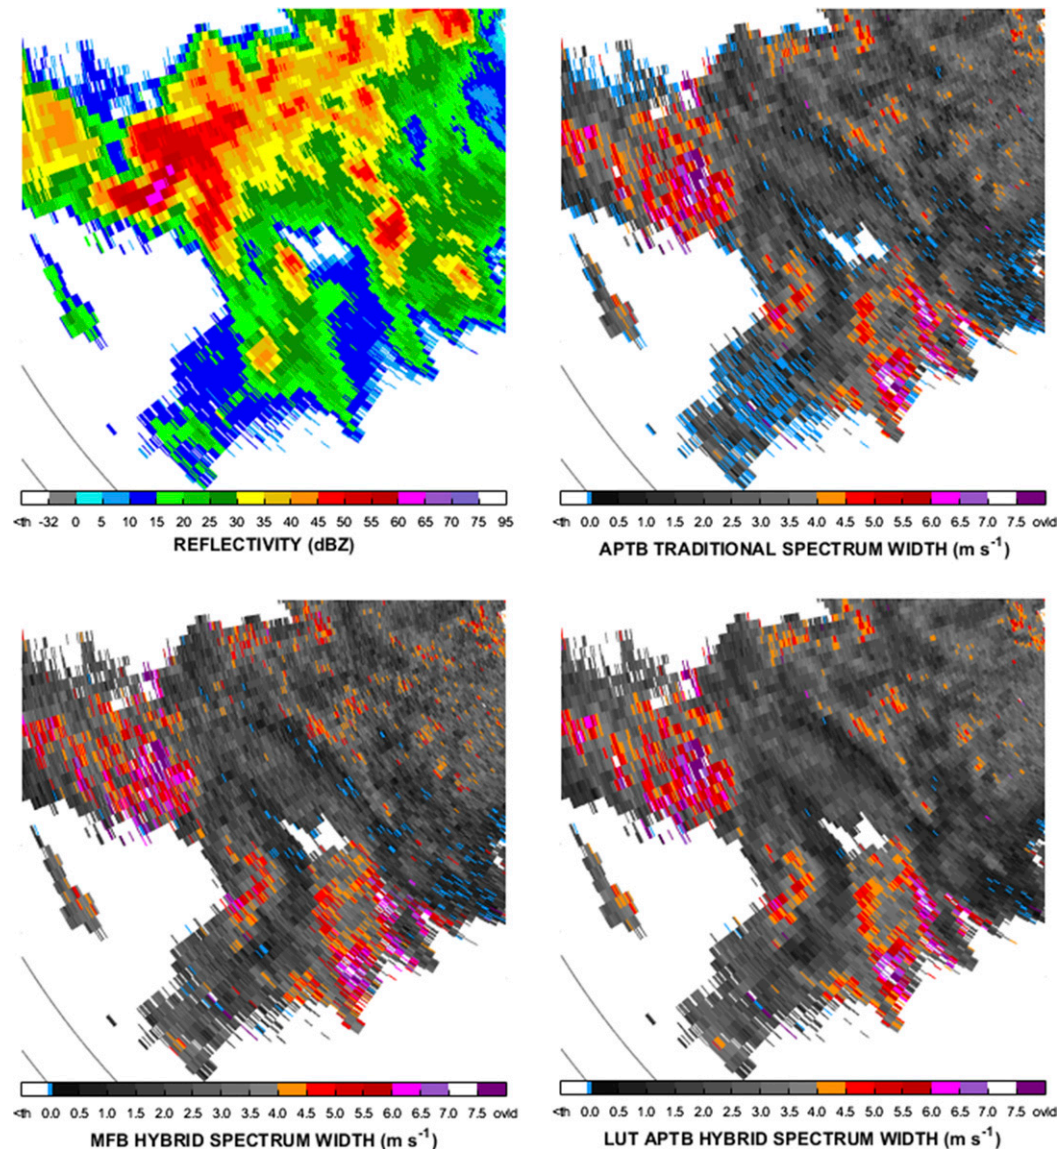 <th -32 0 5 10 15 20 25 30 35 40 45 50 55 60 65 70 75 95
REFLECTIVITY (dBZ)
<th 0.0 0.5 1.0 1.5 2.0 2.5 3.0 3.5 4.0 4.5 5.0 5.5 6.0 6.5 7.0 7.5 ovld
APTB TRADITIONAL SPECTRUM WIDTH (m s⁻¹)
<th 0.0 0.5 1.0 1.5 2.0 2.5 3.0 3.5 4.0 4.5 5.0 5.5 6.0 6.5 7.0 7.5 ovld
MFB HYBRID SPECTRUM WIDTH (m s⁻¹)
<th 0.0 0.5 1.0 1.5 2.0 2.5 3.0 3.5 4.0 4.5 5.0 5.5 6.0 6.5 7.0 7.5 ovld
LUT APTB HYBRID SPECTRUM WIDTH (m s⁻¹)